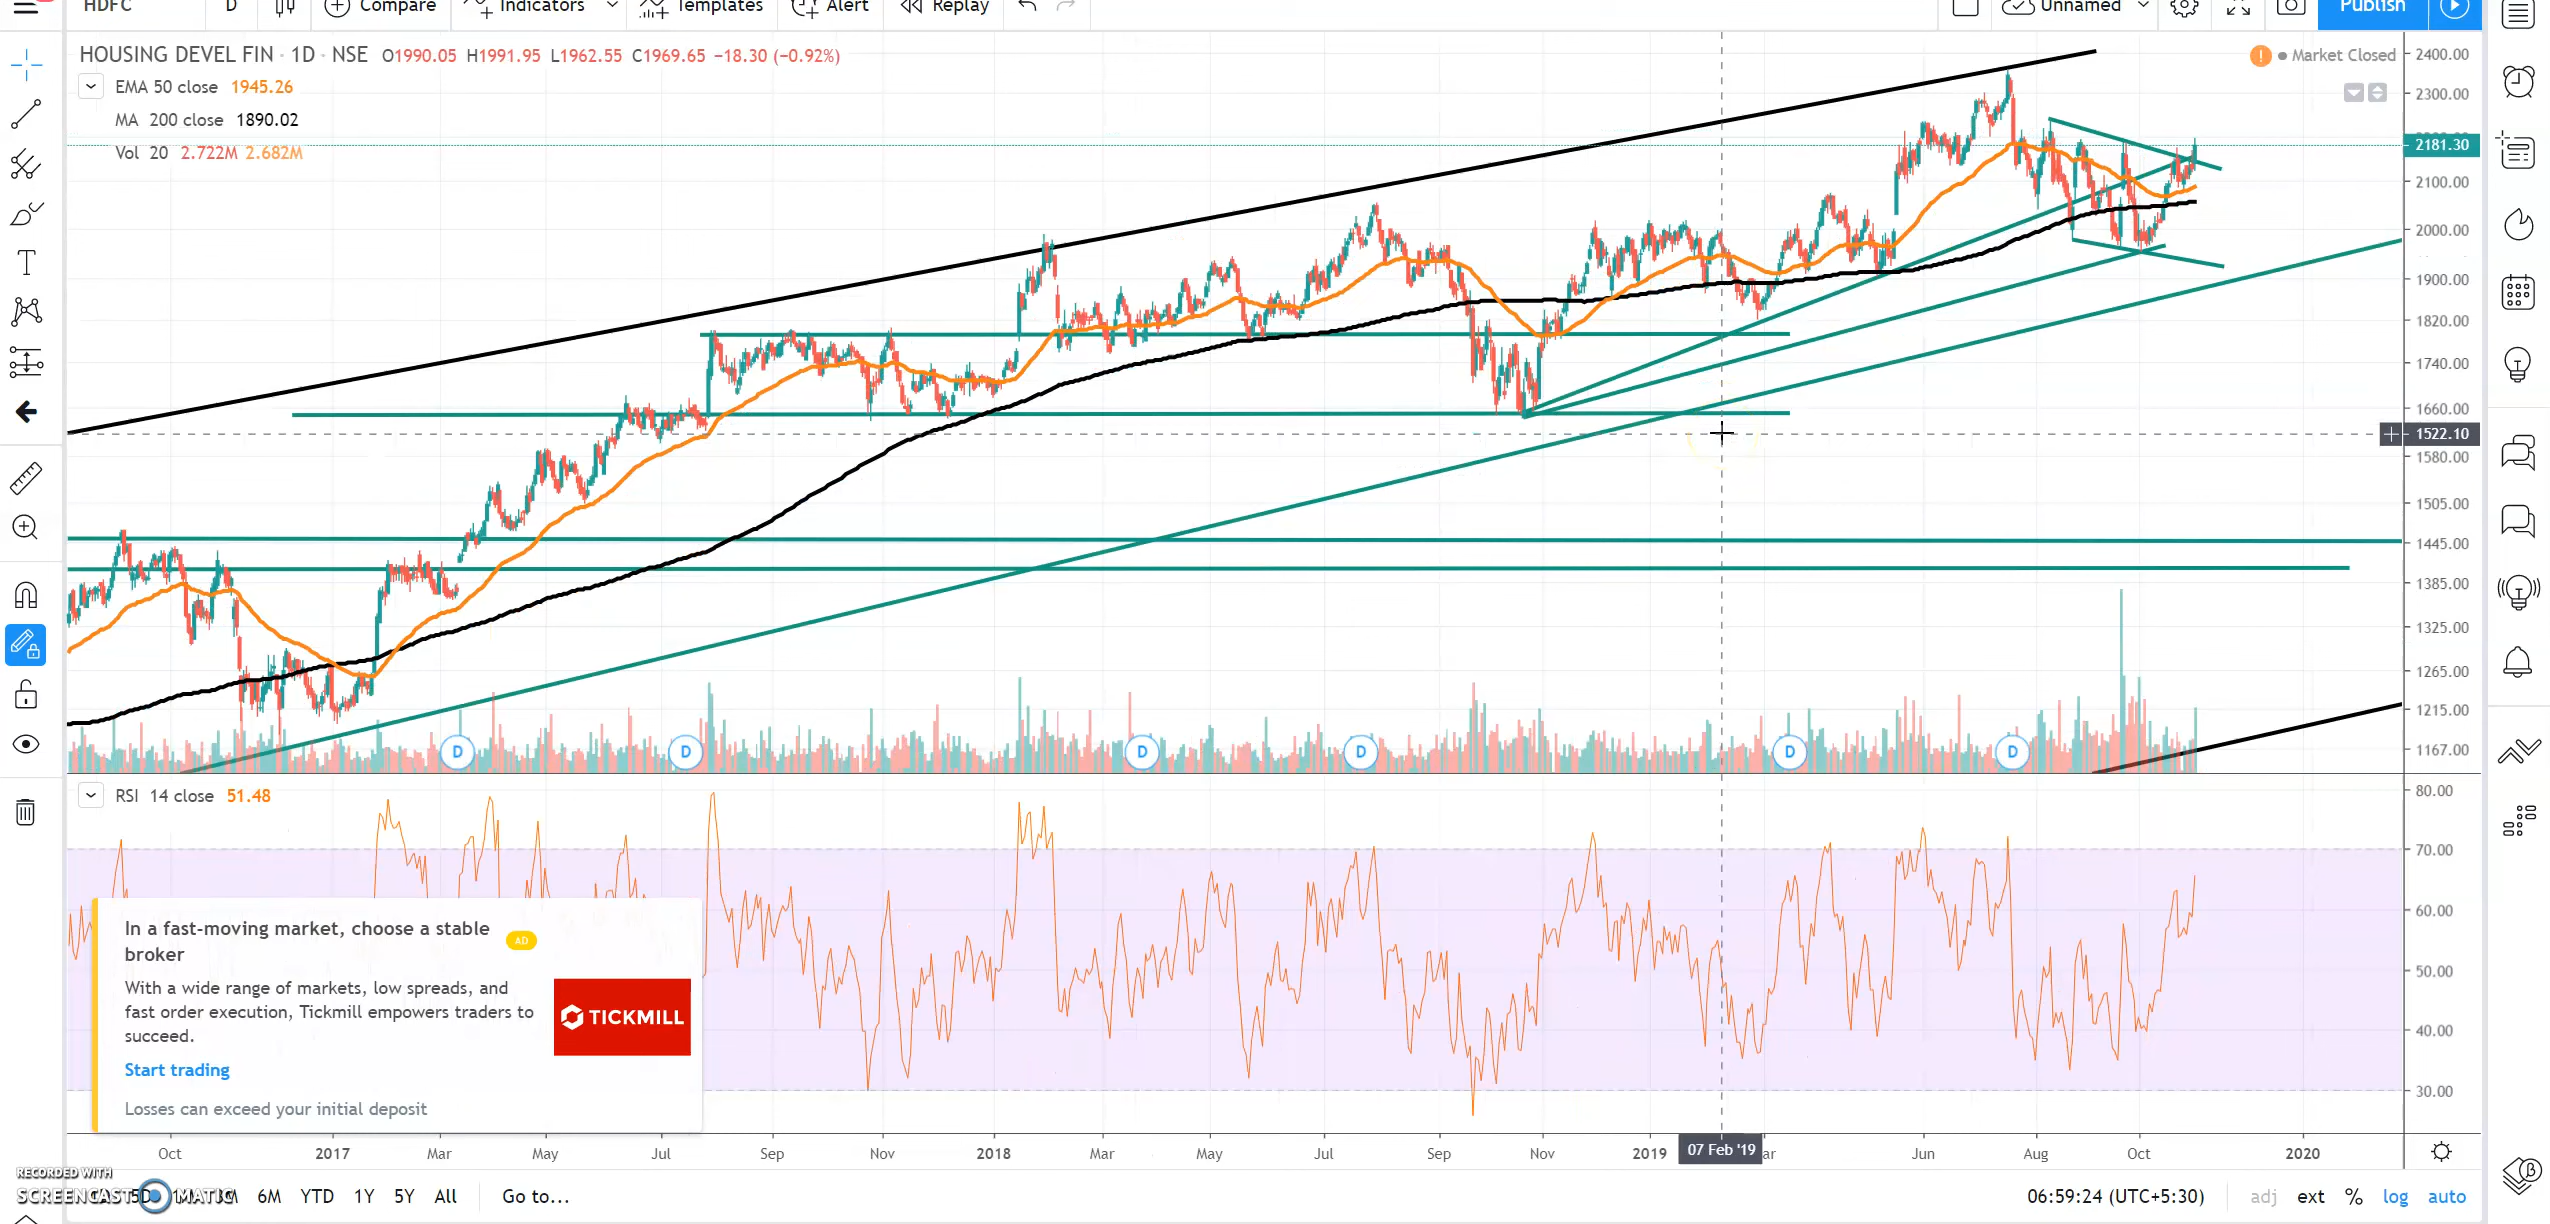 HDFC D Compare Indicators Templates Alert Replay Unnamed Publish
HOUSING DEVEL FIN · 1D · NSE O1990.05 H1991.95 L1962.55 C1969.65 −18.30 (−0.92%)
Market Closed
EMA 50 close 1945.26
MA 200 close 1890.02
Vol 20 2.722M 2.682M
2400.00
2300.00
2181.30
2100.00
2000.00
1900.00
1820.00
1740.00
1660.00
1522.10
1580.00
1505.00
1445.00
1385.00
1325.00
1265.00
1215.00
1167.00
D D D D D D
RSI 14 close 51.48
80.00
70.00
60.00
50.00
40.00
30.00
In a fast-moving market, choose a stable
broker
AD
With a wide range of markets, low spreads, and
fast order execution, Tickmill empowers traders to
succeed.
TICKMILL
Start trading
Losses can exceed your initial deposit
Oct 2017 Mar May Jul Sep Nov 2018 Mar May Jul Sep Nov 2019 07 Feb '19 ar Jun Aug Oct 2020
RECORDED WITH
SCREENCAST MATIC
5D 6M YTD 1Y 5Y All Go to... 06:59:24 (UTC+5:30) adj ext % log auto